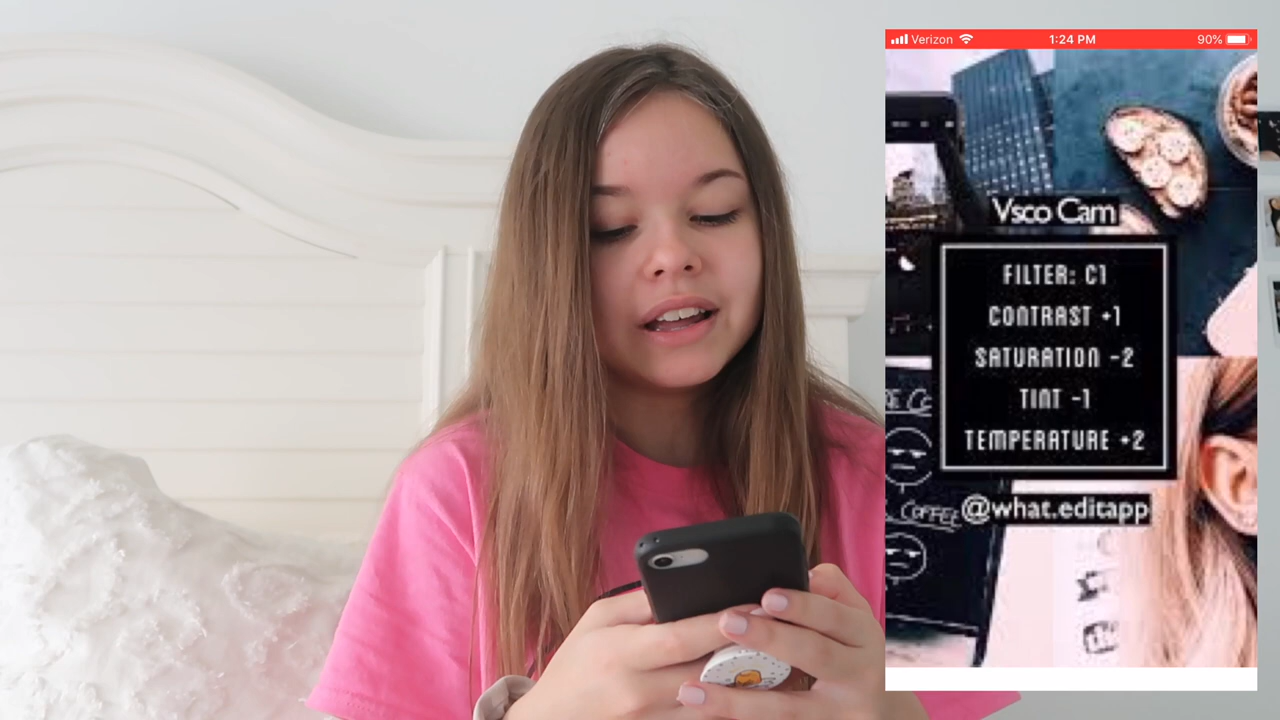 Verizon 1:24 PM 90%
Vsco Cam
FILTER: C1
CONTRAST +1
SATURATION -2
TINT -1
TEMPERATURE +2
COFFEE
@what.editapp